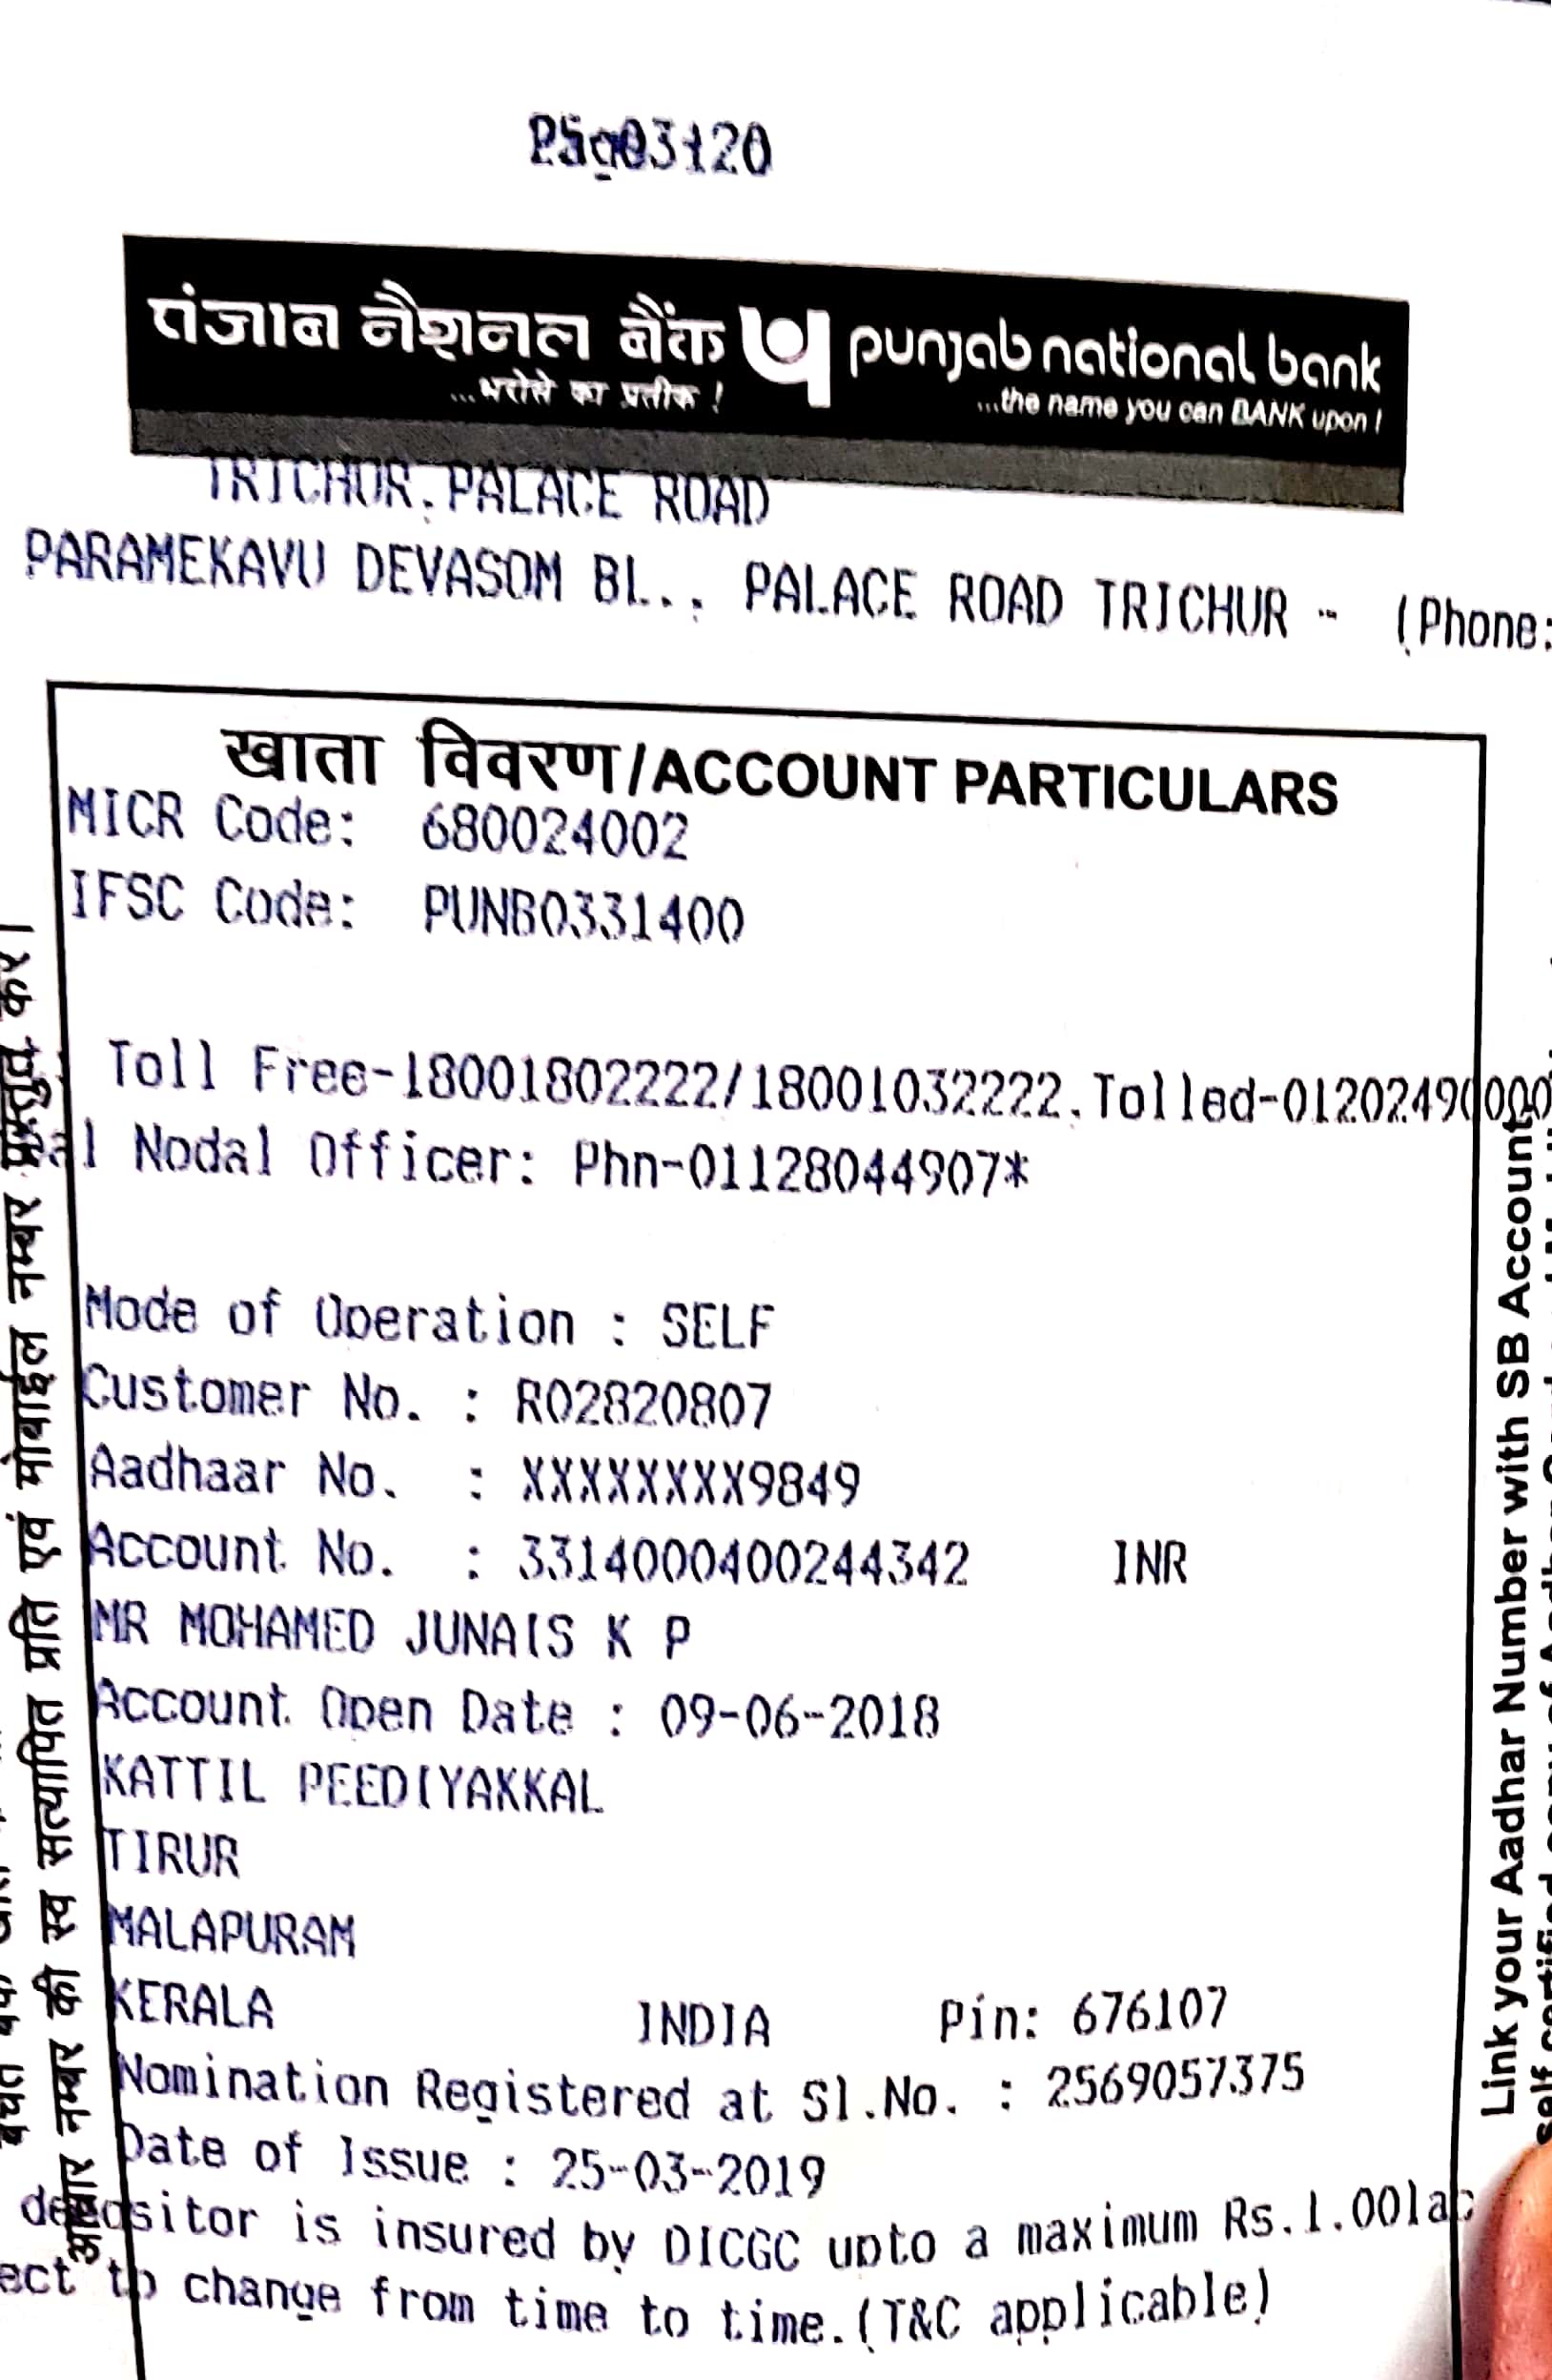 पंजाब नैशनल बैंक punjab national bank
...भरोसे का प्रतीक ! ...the name you can BANK upon !
TRICHUR, PALACE ROAD
PARAMEKAVU DEVASOM BL.., PALACE ROAD TRICHUR - (Phone:
खाता विवरण/ACCOUNT PARTICULARS
MICR Code: 680024002
IFSC Code: PUNB0331400
Toll Free-18001802222/18001032222,Tolled-01202490000
l Nodal Officer: Phn-01128044907*
Mode of Operation : SELF
Customer No. : R02820807
Aadhaar No. : XXXXXXXX9849
Account No. : 3314000400244342 INR
MR MOHAMED JUNAIS K P
Account Open Date : 09-06-2018
KATTIL PEEDIYAKKAL
TIRUR
MALAPURAM
KERALA INDIA Pin: 676107
Nomination Registered at Sl.No. : 2569057375
Date of Issue : 25-03-2019
depositor is insured by DICGC upto a maximum Rs.1.00lac
ect to change from time to time.(T&C applicable)
आधार नम्बर की स्व सत्यापित प्रति एवं मोबाईल नम्बर प्रस्तुत करें।
Link your Aadhar Number with SB Account